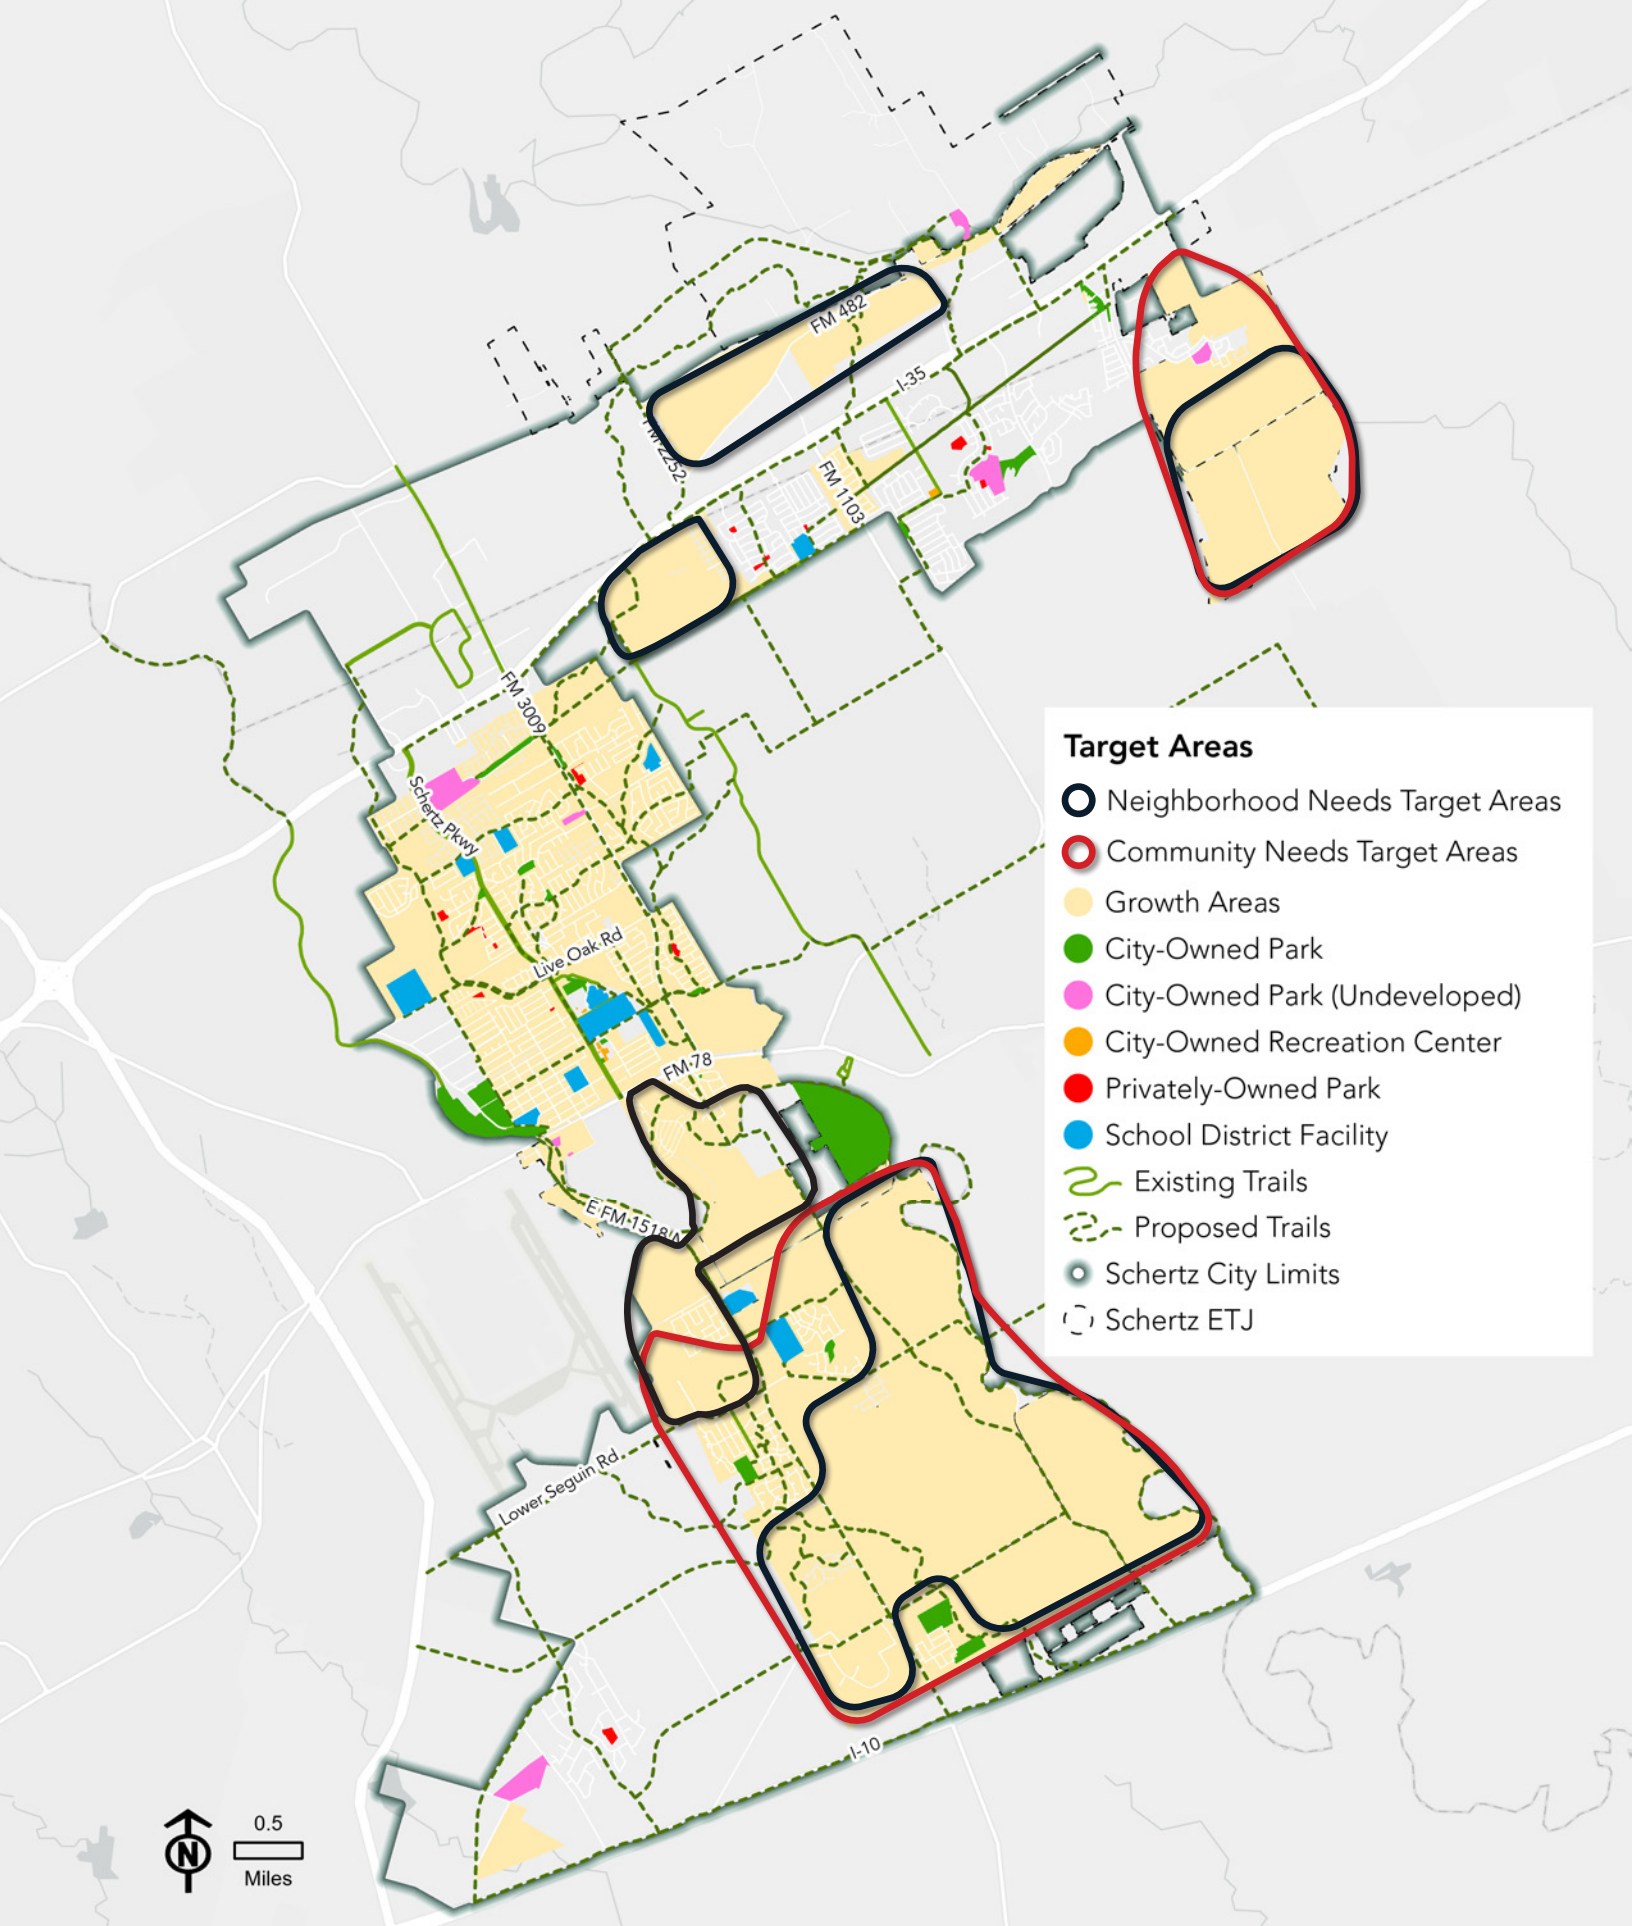 FM 482
I-35
FM 2252
FM 1103
FM 3009
Schertz Pkwy
Live Oak Rd
FM 78
E FM 1518 N
Lower Seguin Rd
I-10
Target Areas
Neighborhood Needs Target Areas
Community Needs Target Areas
Growth Areas
City-Owned Park
City-Owned Park (Undeveloped)
City-Owned Recreation Center
Privately-Owned Park
School District Facility
Existing Trails
Proposed Trails
Schertz City Limits
Schertz ETJ
N
0.5
Miles